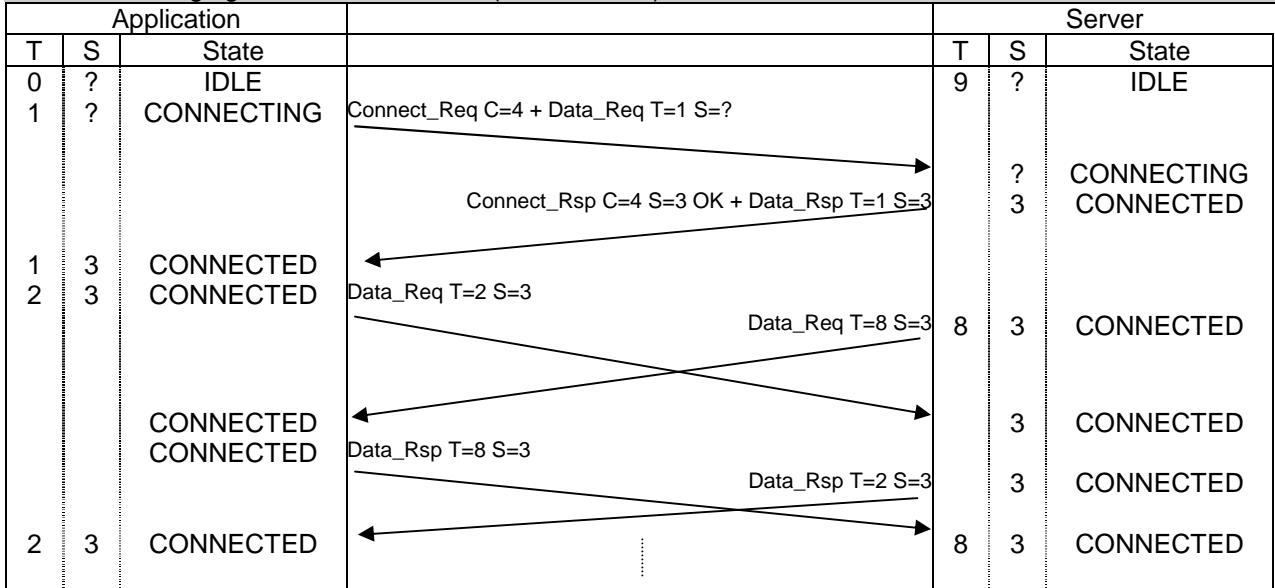 Application Server
T S State T S State
0 ? IDLE 9 ? IDLE
1 ? CONNECTING Connect_Req C=4 + Data_Req T=1 S=?
? CONNECTING
Connect_Rsp C=4 S=3 OK + Data_Rsp T=1 S=3 3 CONNECTED
1 3 CONNECTED
2 3 CONNECTED Data_Req T=2 S=3
Data_Req T=8 S=3 8 3 CONNECTED
CONNECTED 3 CONNECTED
CONNECTED Data_Rsp T=8 S=3
Data_Rsp T=2 S=3 3 CONNECTED
2 3 CONNECTED 8 3 CONNECTED